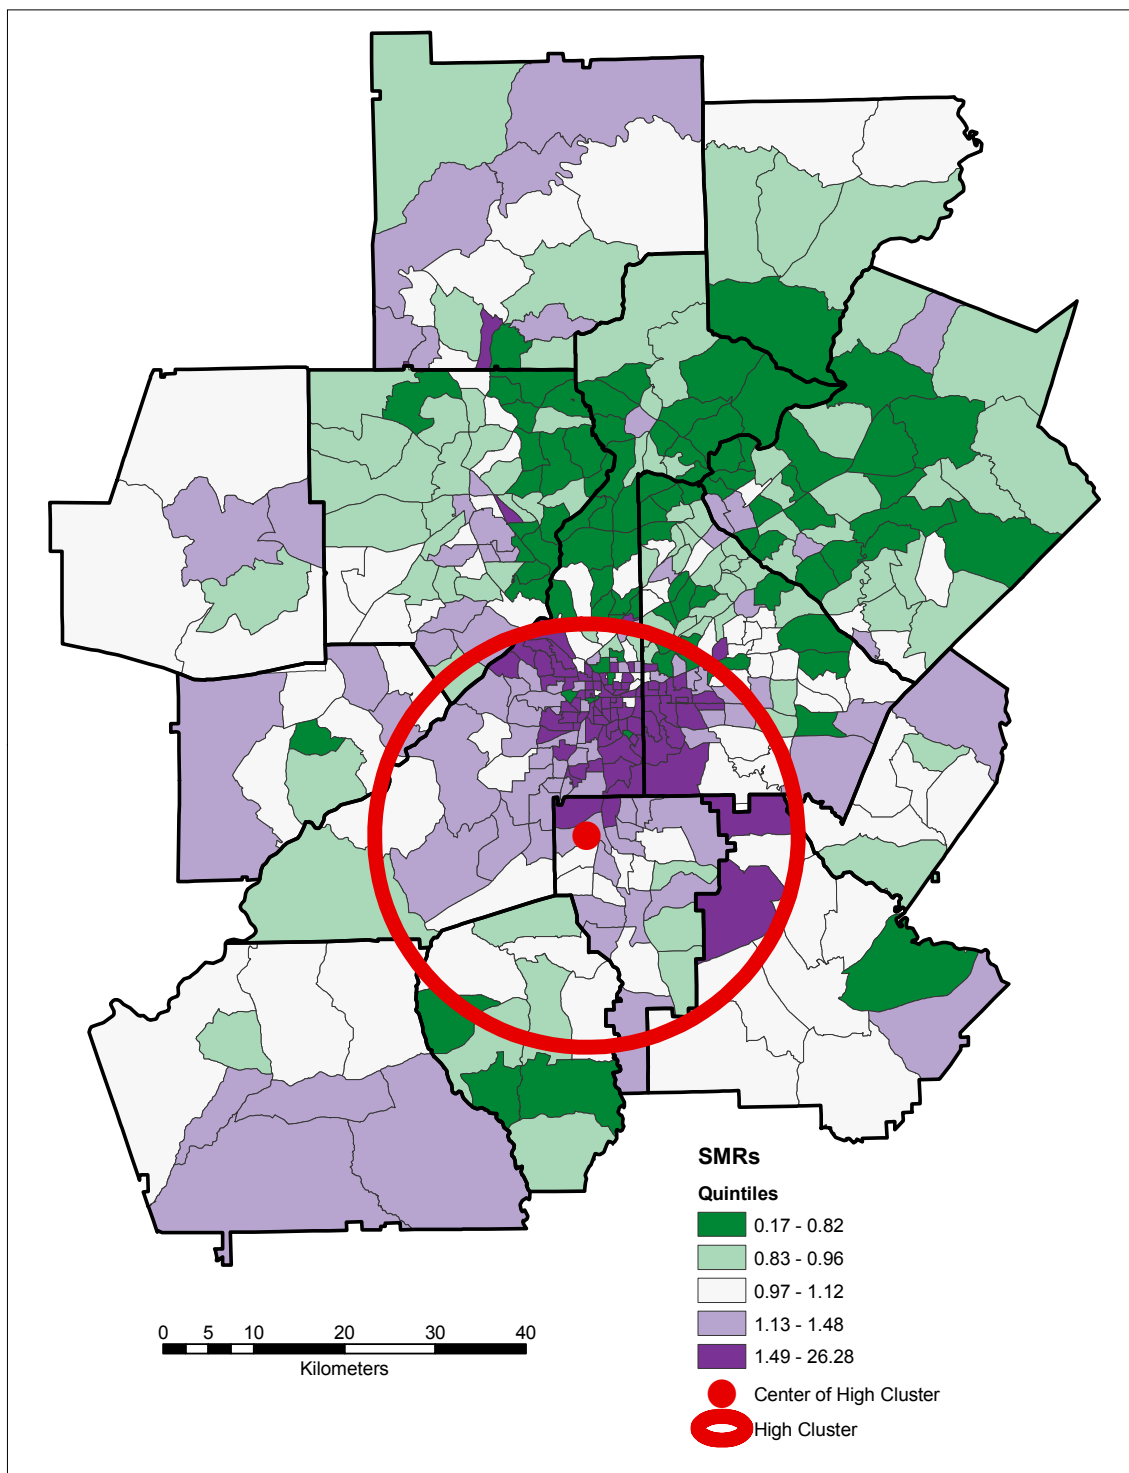 SMRs
Quintiles
0.17 - 0.82
0.83 - 0.96
0.97 - 1.12
1.13 - 1.48
1.49 - 26.28
Center of High Cluster
High Cluster
0 5 10 20 30 40
Kilometers